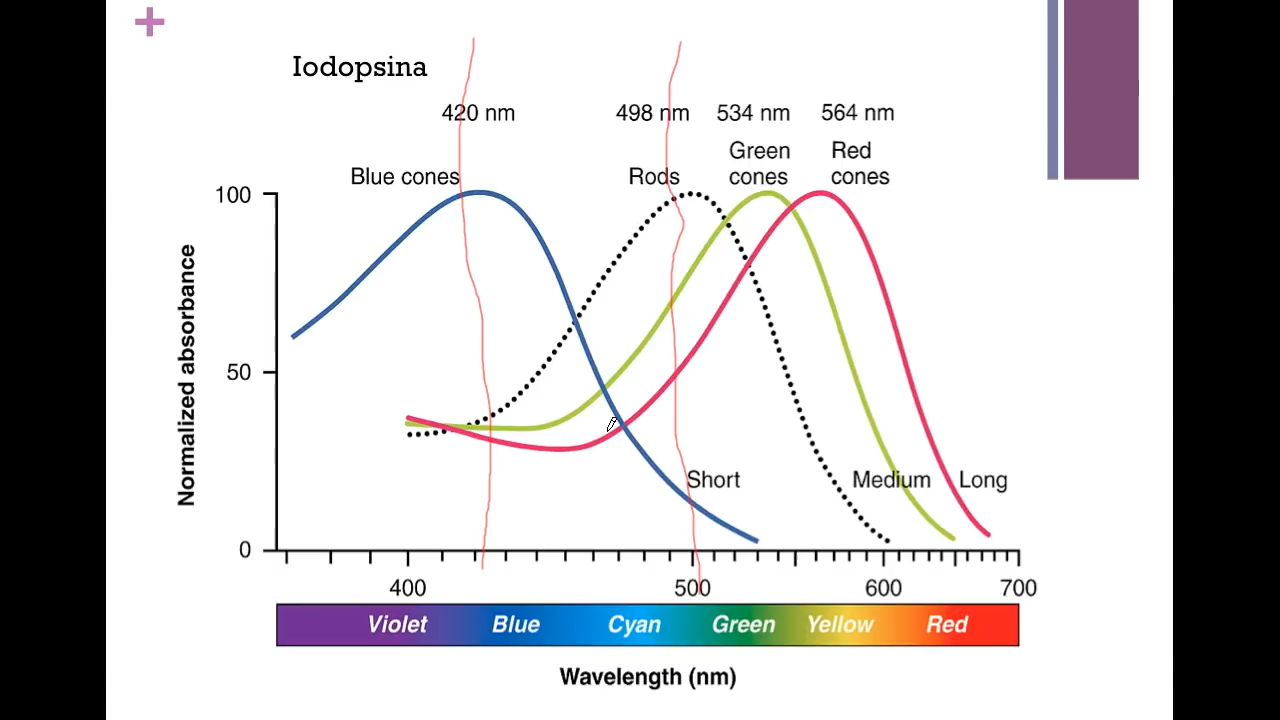 Iodopsina
420 nm
498 nm
534 nm
564 nm
Blue cones
Rods
Green
cones
Red
cones
Normalized absorbance
100
50
0
Short
Medium
Long
400
500
600
700
Violet
Blue
Cyan
Green
Yellow
Red
Wavelength (nm)